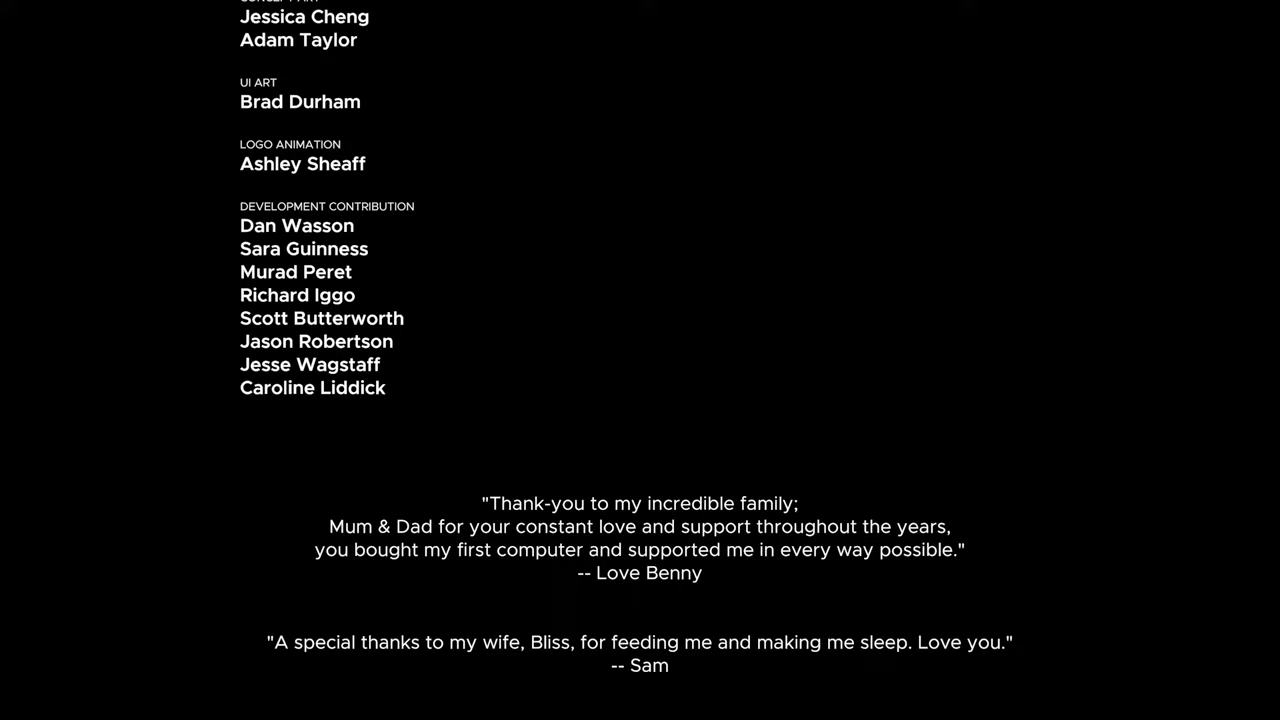 CONCEPT ART
Jessica Cheng
Adam Taylor
UI ART
Brad Durham
LOGO ANIMATION
Ashley Sheaff
DEVELOPMENT CONTRIBUTION
Dan Wasson
Sara Guinness
Murad Peret
Richard Iggo
Scott Butterworth
Jason Robertson
Jesse Wagstaff
Caroline Liddick
"Thank-you to my incredible family;
Mum & Dad for your constant love and support throughout the years,
you bought my first computer and supported me in every way possible."
-- Love Benny
"A special thanks to my wife, Bliss, for feeding me and making me sleep. Love you."
-- Sam